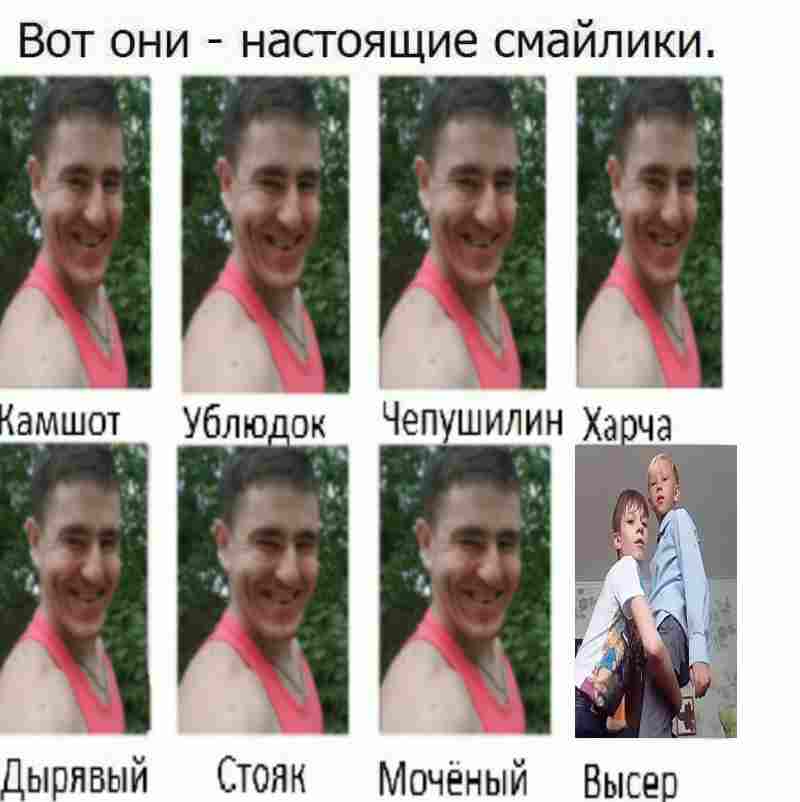 Вот они - настоящие смайлики.
Камшот Ублюдок Чепушилин Харча
Дырявый Стояк Мочёный Высер